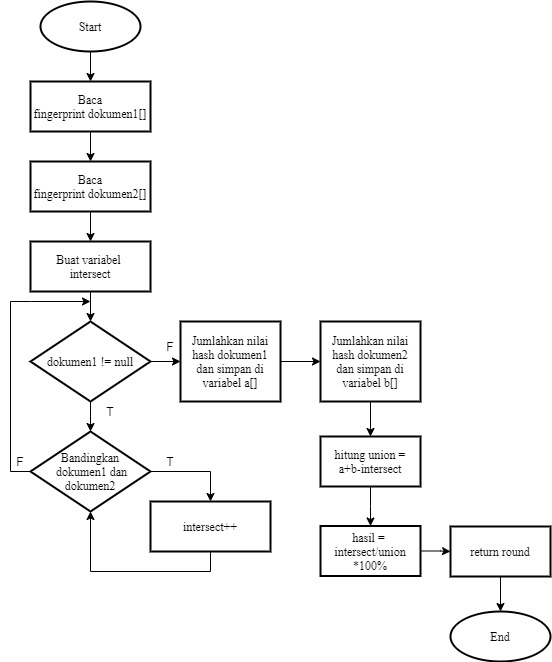 Start
Baca
fingerprint dokumen1[]
Baca
fingerprint dokumen2[]
Buat variabel
intersect
dokumen1 != null
F
T
Jumlahkan nilai
hash dokumen1
dan simpan di
variabel a[]
Jumlahkan nilai
hash dokumen2
dan simpan di
variabel b[]
Bandingkan
dokumen1 dan
dokumen2
F
T
intersect++
hitung union =
a+b-intersect
hasil =
intersect/union
*100%
return round
End